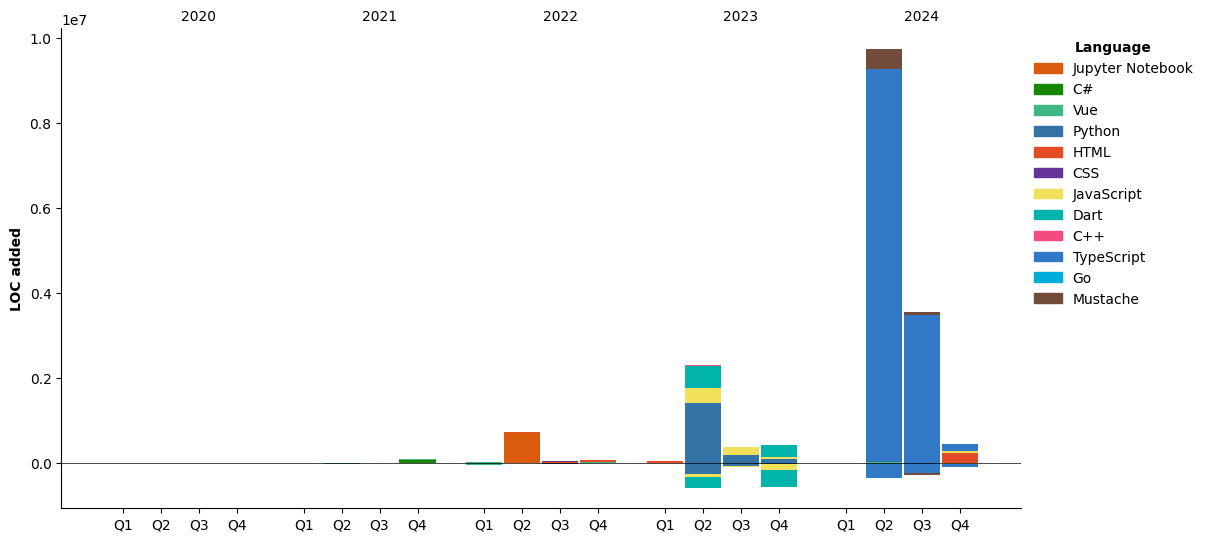 2020 2021 2022 2023 2024
1e7
1.0
0.8
0.6
0.4
0.2
0.0
LOC added
Q1 Q2 Q3 Q4 Q1 Q2 Q3 Q4 Q1 Q2 Q3 Q4 Q1 Q2 Q3 Q4 Q1 Q2 Q3 Q4
Language
Jupyter Notebook
C#
Vue
Python
HTML
CSS
JavaScript
Dart
C++
TypeScript
Go
Mustache